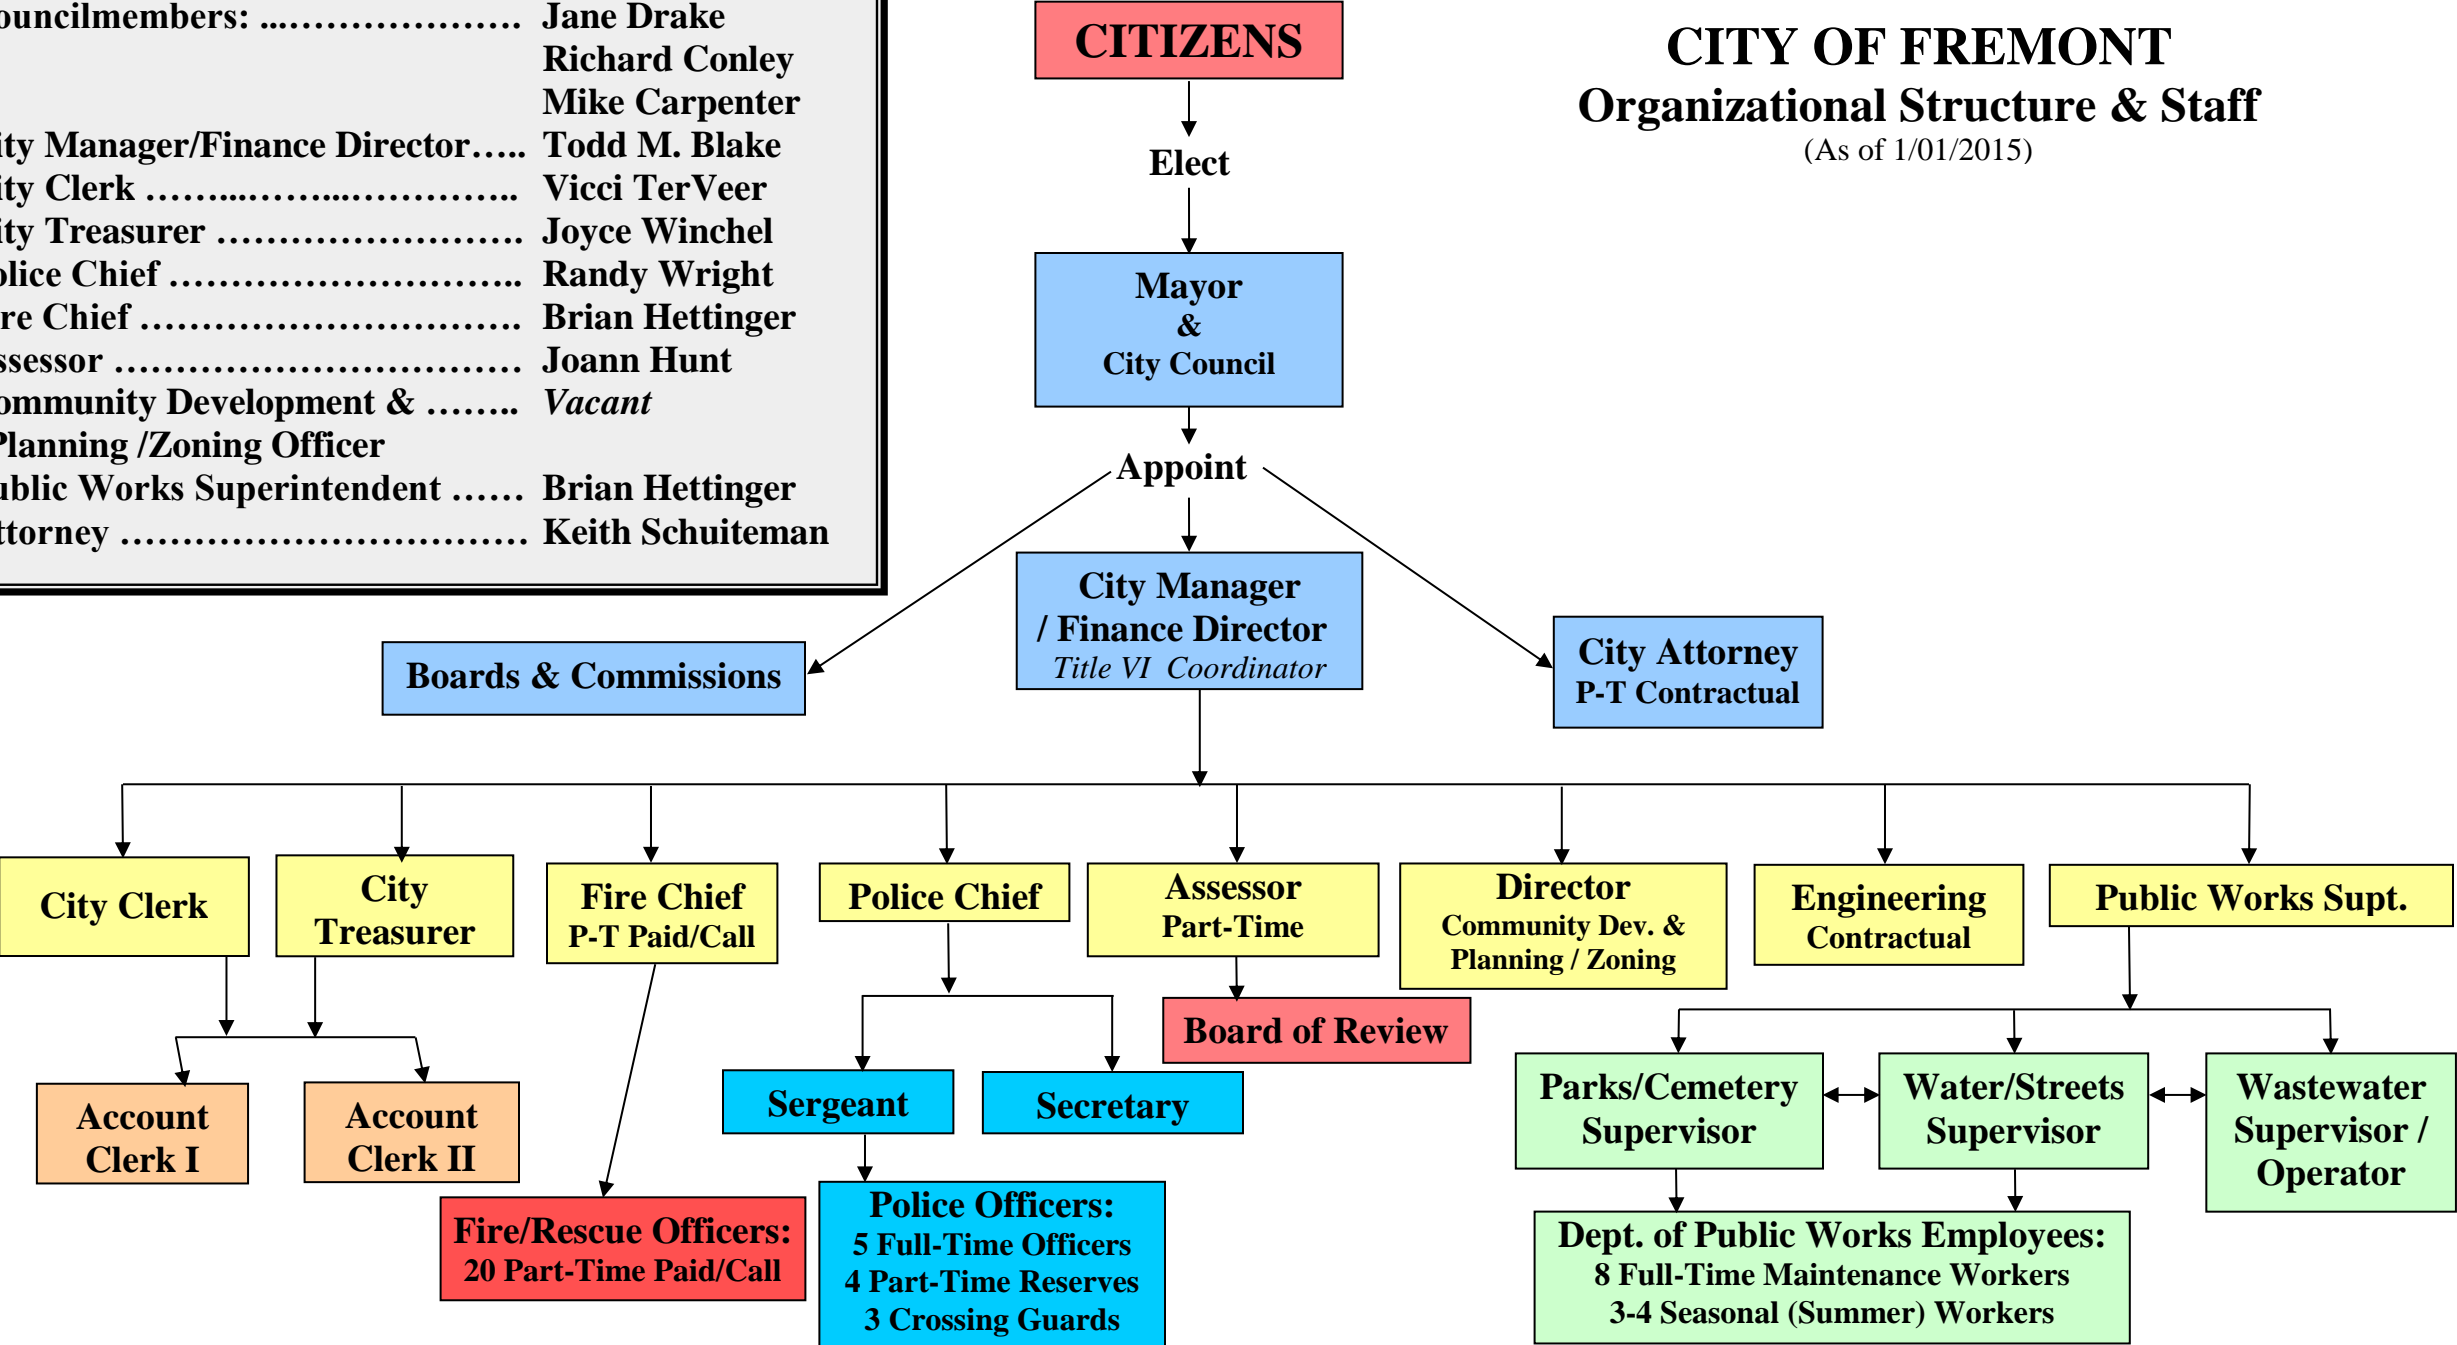 ouncilmembers: ...………………. Jane Drake
Richard Conley
Mike Carpenter
ity Manager/Finance Director….. Todd M. Blake
ity Clerk ……...……...………….. Vicci TerVeer
ity Treasurer ……………………. Joyce Winchel
olice Chief ……………………….. Randy Wright
re Chief …………………………. Brian Hettinger
ssessor …………………………… Joann Hunt
ommunity Development & …….. Vacant
Planning /Zoning Officer
ublic Works Superintendent …… Brian Hettinger
ttorney …………………………… Keith Schuiteman
CITY OF FREMONT
Organizational Structure & Staff
(As of 1/01/2015)
CITIZENS
Elect
Mayor
&
City Council
Appoint
Boards & Commissions
City Manager
/ Finance Director
Title VI Coordinator
City Attorney
P-T Contractual
City Clerk
City
Treasurer
Fire Chief
P-T Paid/Call
Police Chief
Assessor
Part-Time
Director
Community Dev. &
Planning / Zoning
Engineering
Contractual
Public Works Supt.
Board of Review
Account
Clerk I
Account
Clerk II
Sergeant
Secretary
Parks/Cemetery
Supervisor
Water/Streets
Supervisor
Wastewater
Supervisor /
Operator
Fire/Rescue Officers:
20 Part-Time Paid/Call
Police Officers:
5 Full-Time Officers
4 Part-Time Reserves
3 Crossing Guards
Dept. of Public Works Employees:
8 Full-Time Maintenance Workers
3-4 Seasonal (Summer) Workers